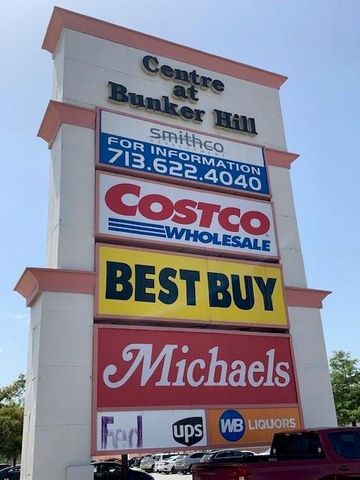 Centre
at
Bunker Hill
smithco
FOR INFORMATION
713.622.4040
COSTCO
WHOLESALE
BEST BUY
Michaels
ups
WB LIQUORS